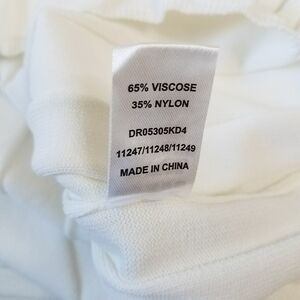 65% VISCOSE
35% NYLON
DR05305KD4
11247/11248/11249
MADE IN CHINA